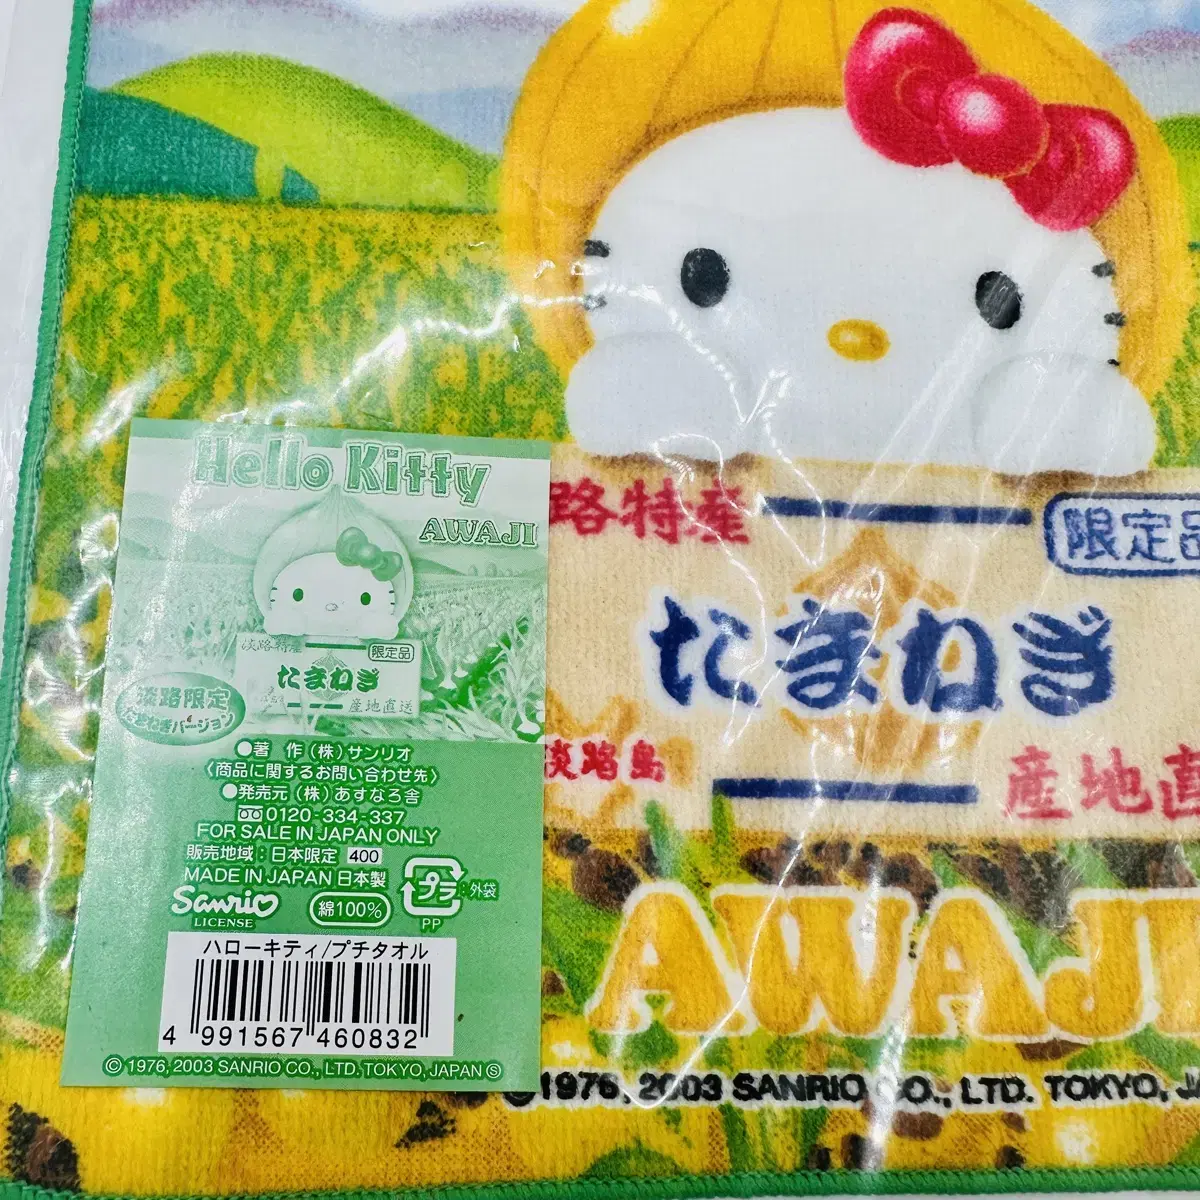 淡路特産
限定品
たまねぎ
淡路島
産地直
AWAJI
©1976, 2003 SANRIO CO., LTD. TOKYO, JA
Hello Kitty
AWAJI
淡路特産
限定品
たまねぎ
産地直送
淡路限定
たまねぎバージョン
●著 作(株)サンリオ
〈商品に関するお問い合わせ先〉
●発売元(株)あすなろ舎
0120-334-337
FOR SALE IN JAPAN ONLY
販売地域:日本限定 400
MADE IN JAPAN 日本製
Sanrio
LICENSE
綿100%
プラ:外袋
PP
ハローキティ/プチタオル
4 991567 460832
© 1976, 2003 SANRIO CO., LTD. TOKYO, JAPAN Ⓢ